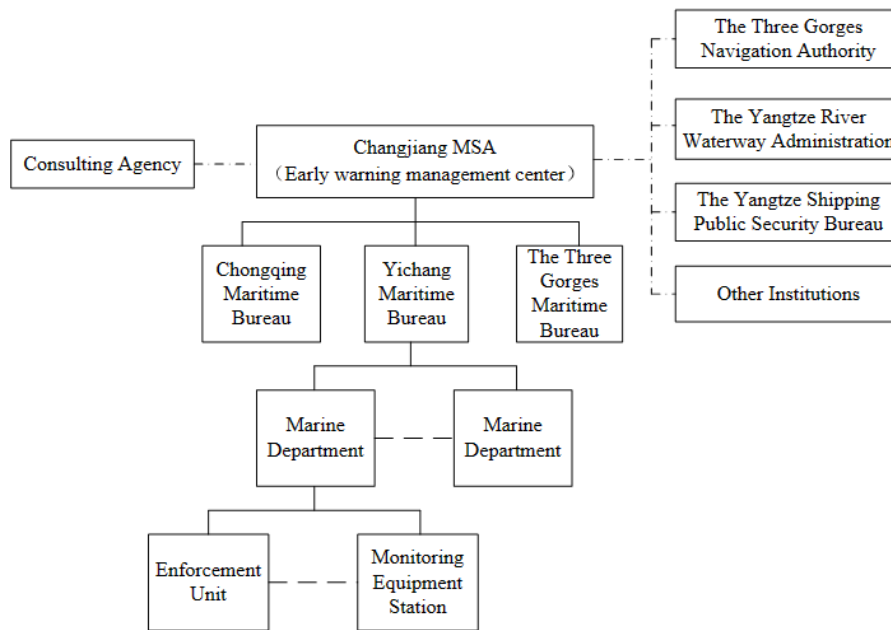 The Three Gorges
Navigation Authority
The Yangtze River
Waterway Administration
Consulting Agency
Changjiang MSA
（Early warning management center）
The Yangtze Shipping
Public Security Bureau
Chongqing
Maritime
Bureau
Yichang
Maritime
Bureau
The Three
Gorges
Maritime
Bureau
Other Institutions
Marine
Department
Marine
Department
Enforcement
Unit
Monitoring
Equipment
Station